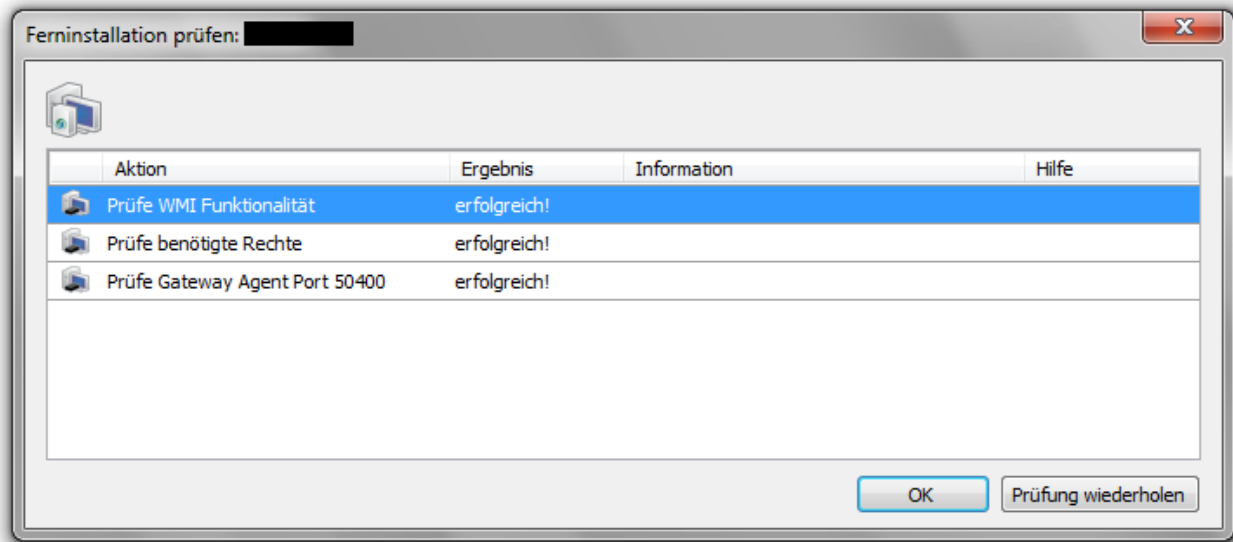 Ferninstallation prüfen:
Aktion Ergebnis Information Hilfe
Prüfe WMI Funktionalität erfolgreich!
Prüfe benötigte Rechte erfolgreich!
Prüfe Gateway Agent Port 50400 erfolgreich!
OK Prüfung wiederholen